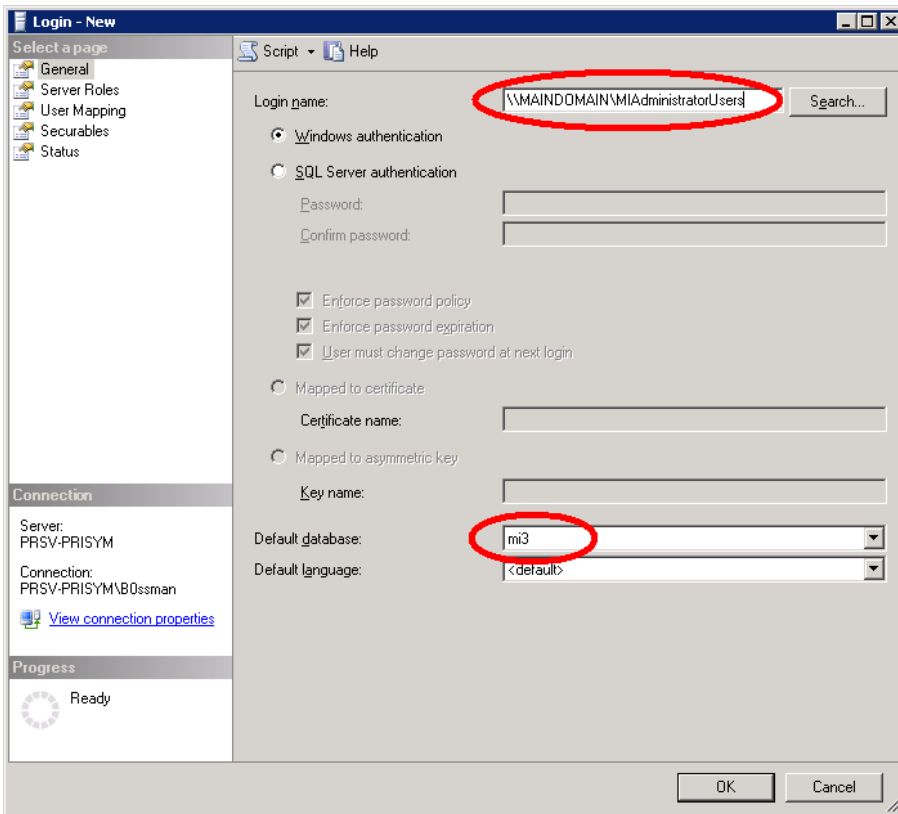 Login - New
Select a page
General
Server Roles
User Mapping
Securables
Status
Connection
Server:
PRSV-PRISYM
Connection:
PRSV-PRISYM\B0ssman
View connection properties
Progress
Ready
Script Help
Login name: \\MAINDOMAIN\MIAdministratorUsers Search...
Windows authentication
SQL Server authentication
Password:
Confirm password:
Enforce password policy
Enforce password expiration
User must change password at next login
Mapped to certificate
Certificate name:
Mapped to asymmetric key
Key name:
Default database: mi3
Default language: <default>
OK Cancel